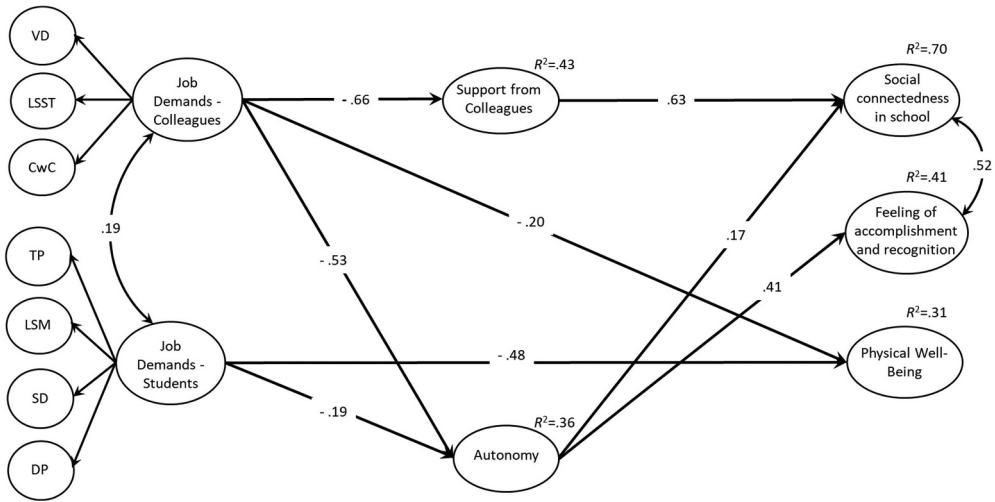 VD
LSST
CwC
TP
LSM
SD
DP
Job
Demands -
Colleagues
.19
Job
Demands -
Students
- .66
- .53
- .20
- .48
- .19
R²=.43
Support from
Colleagues
R²=.36
Autonomy
.63
.17
.41
R²=.70
Social
connectedness
in school
.52
R²=.41
Feeling of
accomplishment
and recognition
R²=.31
Physical Well-
Being